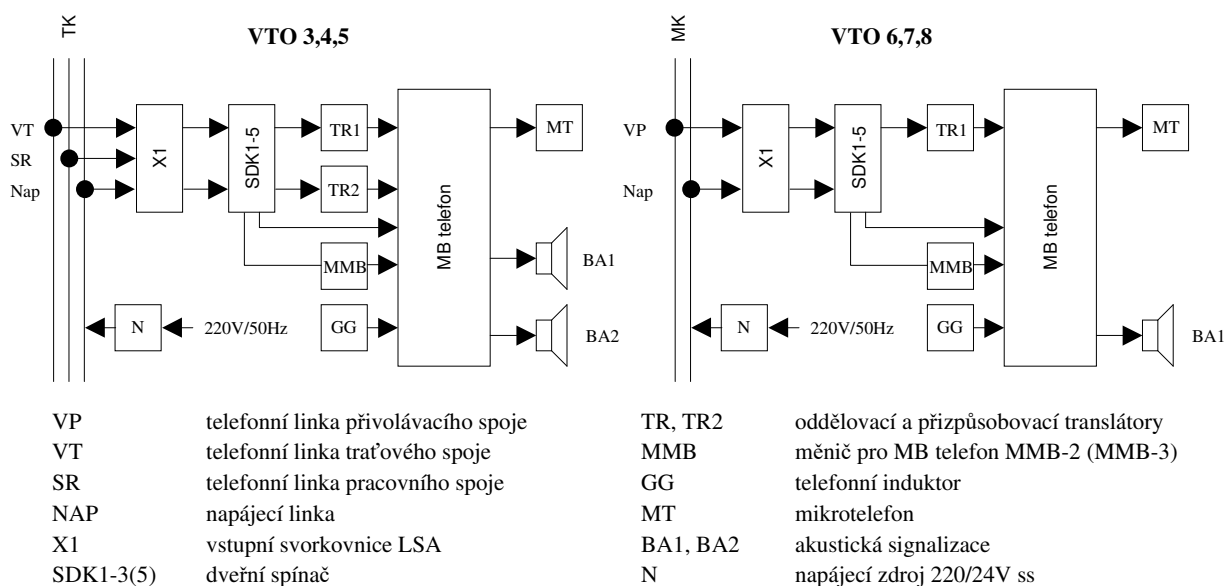 TK
VTO 3,4,5
VT
SR
Nap
X1
SDK1-5
TR1
TR2
MMB
GG
MB telefon
MT
BA1
BA2
N
220V/50Hz
MK
VTO 6,7,8
VP
Nap
X1
SDK1-5
TR1
MMB
GG
MB telefon
MT
BA1
N
220V/50Hz
VP telefonní linka přivolávacího spoje
VT telefonní linka traťového spoje
SR telefonní linka pracovního spoje
NAP napájecí linka
X1 vstupní svorkovnice LSA
SDK1-3(5) dveřní spínač
TR, TR2 oddělovací a přizpůsobovací translátory
MMB měnič pro MB telefon MMB-2 (MMB-3)
GG telefonní induktor
MT mikrotelefon
BA1, BA2 akustická signalizace
N napájecí zdroj 220/24V ss